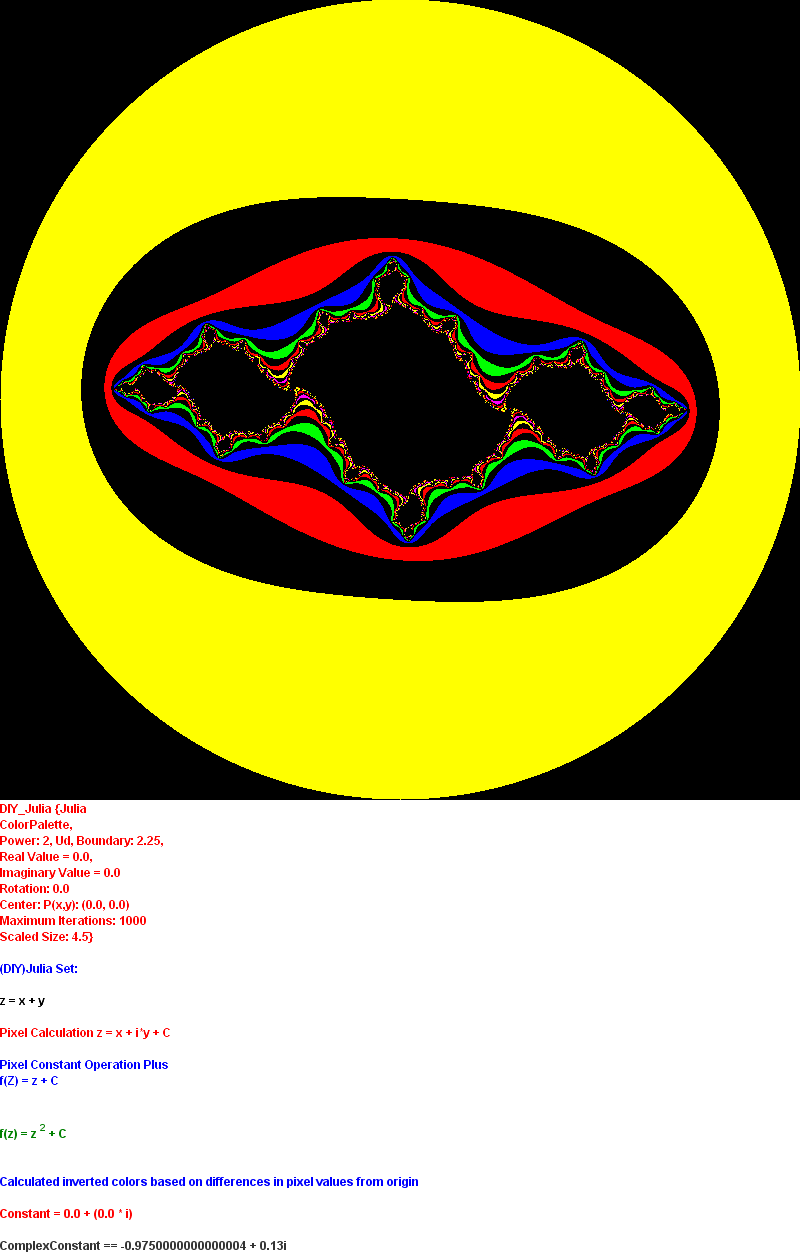 DIY_Julia {Julia
ColorPalette,
Power: 2, Ud, Boundary: 2.25,
Real Value = 0.0,
Imaginary Value = 0.0
Rotation: 0.0
Center: P(x,y): (0.0, 0.0)
Maximum Iterations: 1000
Scaled Size: 4.5}
(DIY)Julia Set:
z = x + y
Pixel Calculation z = x + i*y + C
Pixel Constant Operation Plus
f(Z) = z + C
f(z) = z 2 + C
Calculated inverted colors based on differences in pixel values from origin
Constant = 0.0 + (0.0 * i)
ComplexConstant == -0.9750000000000004 + 0.13i